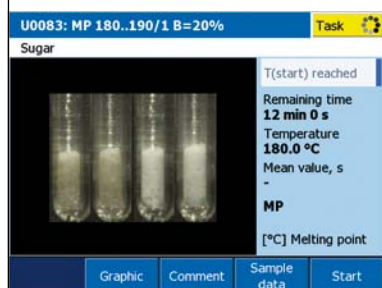 U0083: MP 180..190/1 B=20%
Task
Sugar
T(start) reached
Remaining time
12 min 0 s
Temperature
180.0 °C
Mean value, s
-
MP
[°C] Melting point
Graphic
Comment
Sample
data
Start